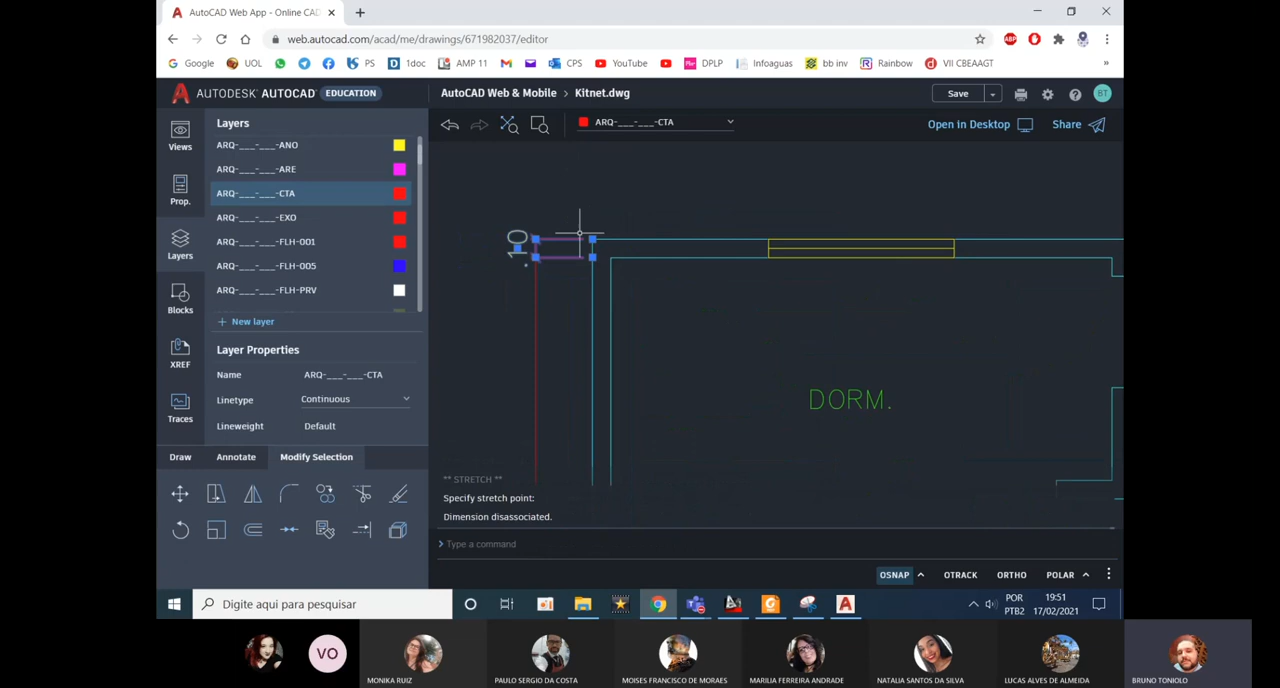 AutoCAD Web App - Online CAD
web.autocad.com/acad/me/drawings/671982037/editor
ABP
Google UOL PS 1doc AMP 11 CPS YouTube DPLP Infoaguas bb inv Rainbow VII CBEAAGT »
AUTODESK® AUTOCAD EDUCATION
AutoCAD Web & Mobile > Kitnet.dwg
Save
BT
Layers
ARQ-___-___-CTA
Open in Desktop
Share
Views
ARQ-___-___-ANO
ARQ-___-___-ARE
Prop.
ARQ-___-___-CTA
ARQ-___-___-EXO
Layers
ARQ-___-___-FLH-001
ARQ-___-___-FLH-005
Blocks
ARQ-___-___-FLH-PRV
+ New layer
XREF
Layer Properties
Name ARQ-___-___-CTA
Linetype Continuous
Traces
Lineweight Default
Draw Annotate Modify Selection
.10
DORM.
** STRETCH **
Specify stretch point:
Dimension disassociated.
Type a command
OSNAP OTRACK ORTHO POLAR
Digite aqui para pesquisar
POR
PTB2
19:51
17/02/2021
VO
MONIKA RUIZ
PAULO SERGIO DA COSTA
MOISES FRANCISCO DE MORAES
MARILIA FERREIRA ANDRADE
NATALIA SANTOS DA SILVA
LUCAS ALVES DE ALMEIDA
BRUNO TONIOLO